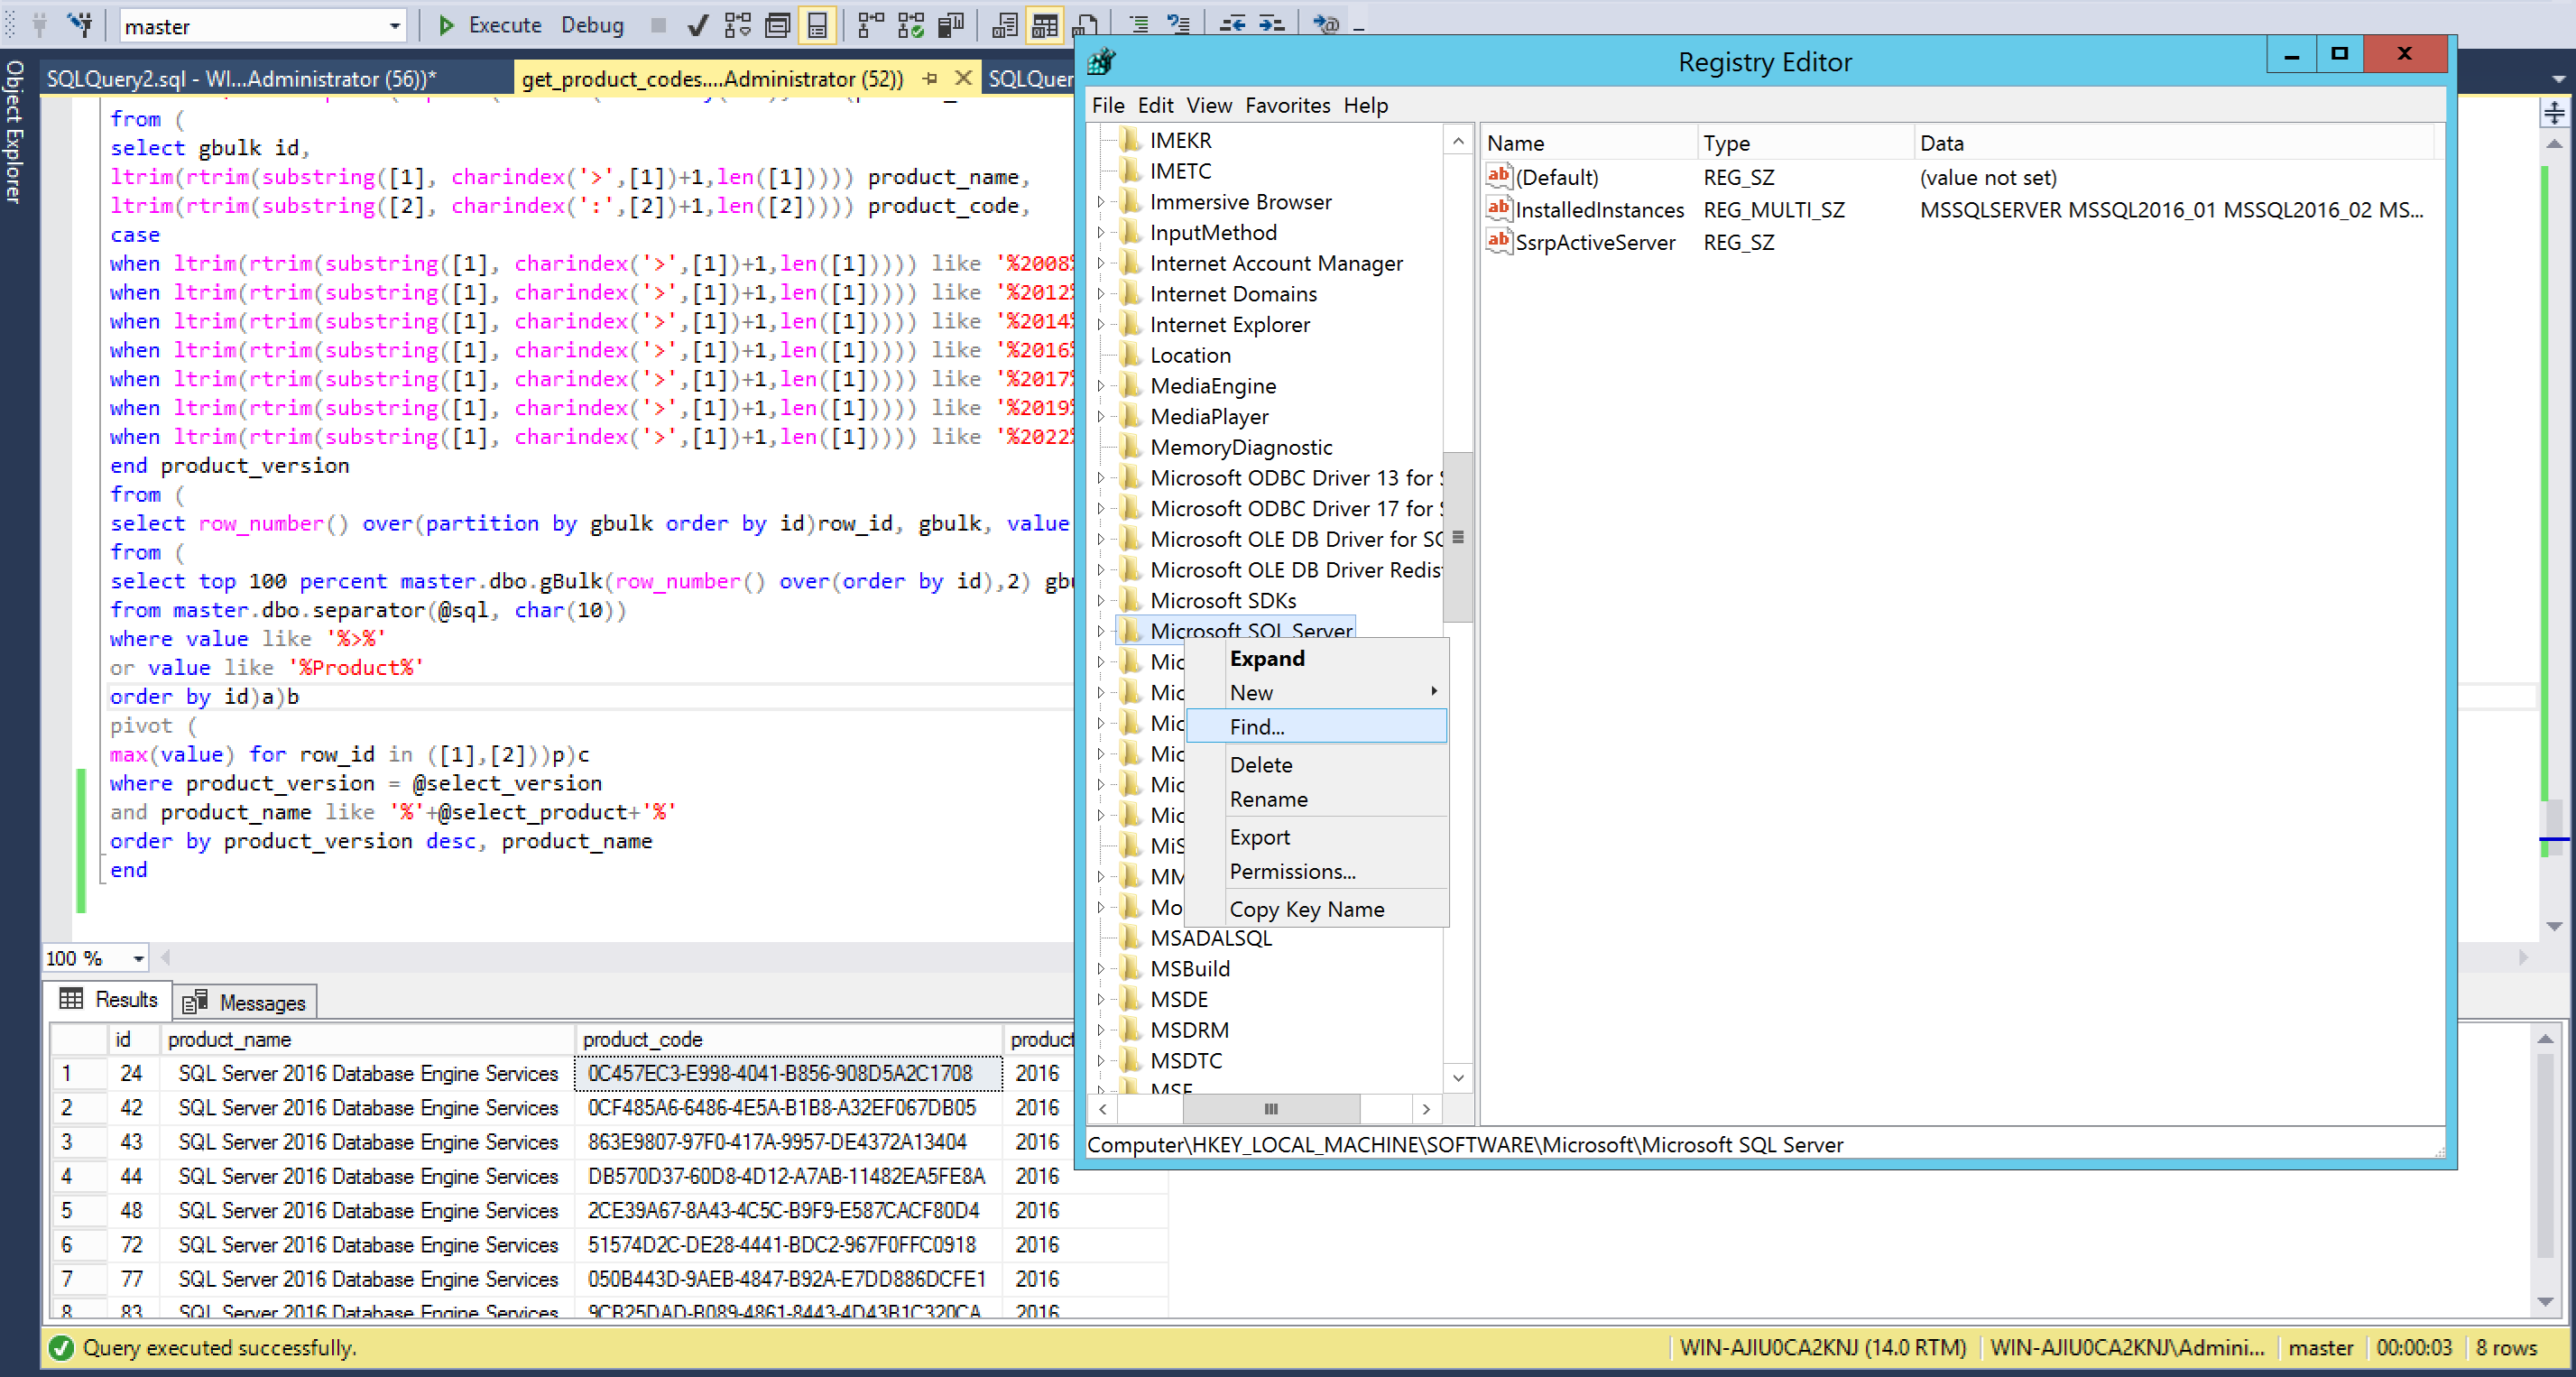 master
Execute
Debug
Object Explorer
SQLQuery2.sql - WI...Administrator (56))*
get_product_codes....Administrator (52))
SQLQuer
from (
select gbulk id,
ltrim(rtrim(substring([1], charindex('>',[1])+1,len([1])))) product_name,
ltrim(rtrim(substring([2], charindex(':',[2])+1,len([2])))) product_code,
case
when ltrim(rtrim(substring([1], charindex('>',[1])+1,len([1])))) like '%2008%
when ltrim(rtrim(substring([1], charindex('>',[1])+1,len([1])))) like '%2012%
when ltrim(rtrim(substring([1], charindex('>',[1])+1,len([1])))) like '%2014%
when ltrim(rtrim(substring([1], charindex('>',[1])+1,len([1])))) like '%2016%
when ltrim(rtrim(substring([1], charindex('>',[1])+1,len([1])))) like '%2017%
when ltrim(rtrim(substring([1], charindex('>',[1])+1,len([1])))) like '%2019%
when ltrim(rtrim(substring([1], charindex('>',[1])+1,len([1])))) like '%2022%
end product_version
from (
select row_number() over(partition by gbulk order by id)row_id, gbulk, value
from (
select top 100 percent master.dbo.gBulk(row_number() over(order by id),2) gbu
from master.dbo.separator(@sql, char(10))
where value like '%>%'
or value like '%Product%'
order by id)a)b
pivot (
max(value) for row_id in ([1],[2]))p)c
where product_version = @select_version
and product_name like '%'+@select_product+'%'
order by product_version desc, product_name
end
100 %
Results
Messages
id product_name product_code product
1 24 SQL Server 2016 Database Engine Services 0C457EC3-E998-4041-B856-908D5A2C1708 2016
2 42 SQL Server 2016 Database Engine Services 0CF485A6-6486-4E5A-B1B8-A32EF067DB05 2016
3 43 SQL Server 2016 Database Engine Services 863E9807-97F0-417A-9957-DE4372A13404 2016
4 44 SQL Server 2016 Database Engine Services DB570D37-60D8-4D12-A7AB-11482EA5FE8A 2016
5 48 SQL Server 2016 Database Engine Services 2CE39A67-8A43-4C5C-B9F9-E587CACF80D4 2016
6 72 SQL Server 2016 Database Engine Services 51574D2C-DE28-4441-BDC2-967F0FFC0918 2016
7 77 SQL Server 2016 Database Engine Services 050B443D-9AEB-4847-B92A-E7DD886DCFE1 2016
8 83 SQL Server 2016 Database Engine Services 9CB25DAD-B089-4861-8443-4D43B1C320CA 2016
Query executed successfully.
WIN-AJIU0CA2KNJ (14.0 RTM)
WIN-AJIU0CA2KNJ\Admini...
master
00:00:03
8 rows
Registry Editor
File Edit View Favorites Help
IMEKR
IMETC
Immersive Browser
InputMethod
Internet Account Manager
Internet Domains
Internet Explorer
Location
MediaEngine
MediaPlayer
MemoryDiagnostic
Microsoft ODBC Driver 13 for S
Microsoft ODBC Driver 17 for S
Microsoft OLE DB Driver for SQ
Microsoft OLE DB Driver Redis
Microsoft SDKs
Microsoft SQL Server
Mic
Mic
Mic
Mic
Mic
Mic
MiS
MM
Mo
MSADALSQL
MSBuild
MSDE
MSDRM
MSDTC
MSF
Expand
New
Find...
Delete
Rename
Export
Permissions...
Copy Key Name
Name Type Data
(Default) REG_SZ (value not set)
InstalledInstances REG_MULTI_SZ MSSQLSERVER MSSQL2016_01 MSSQL2016_02 MS...
SsrpActiveServer REG_SZ
Computer\HKEY_LOCAL_MACHINE\SOFTWARE\Microsoft\Microsoft SQL Server